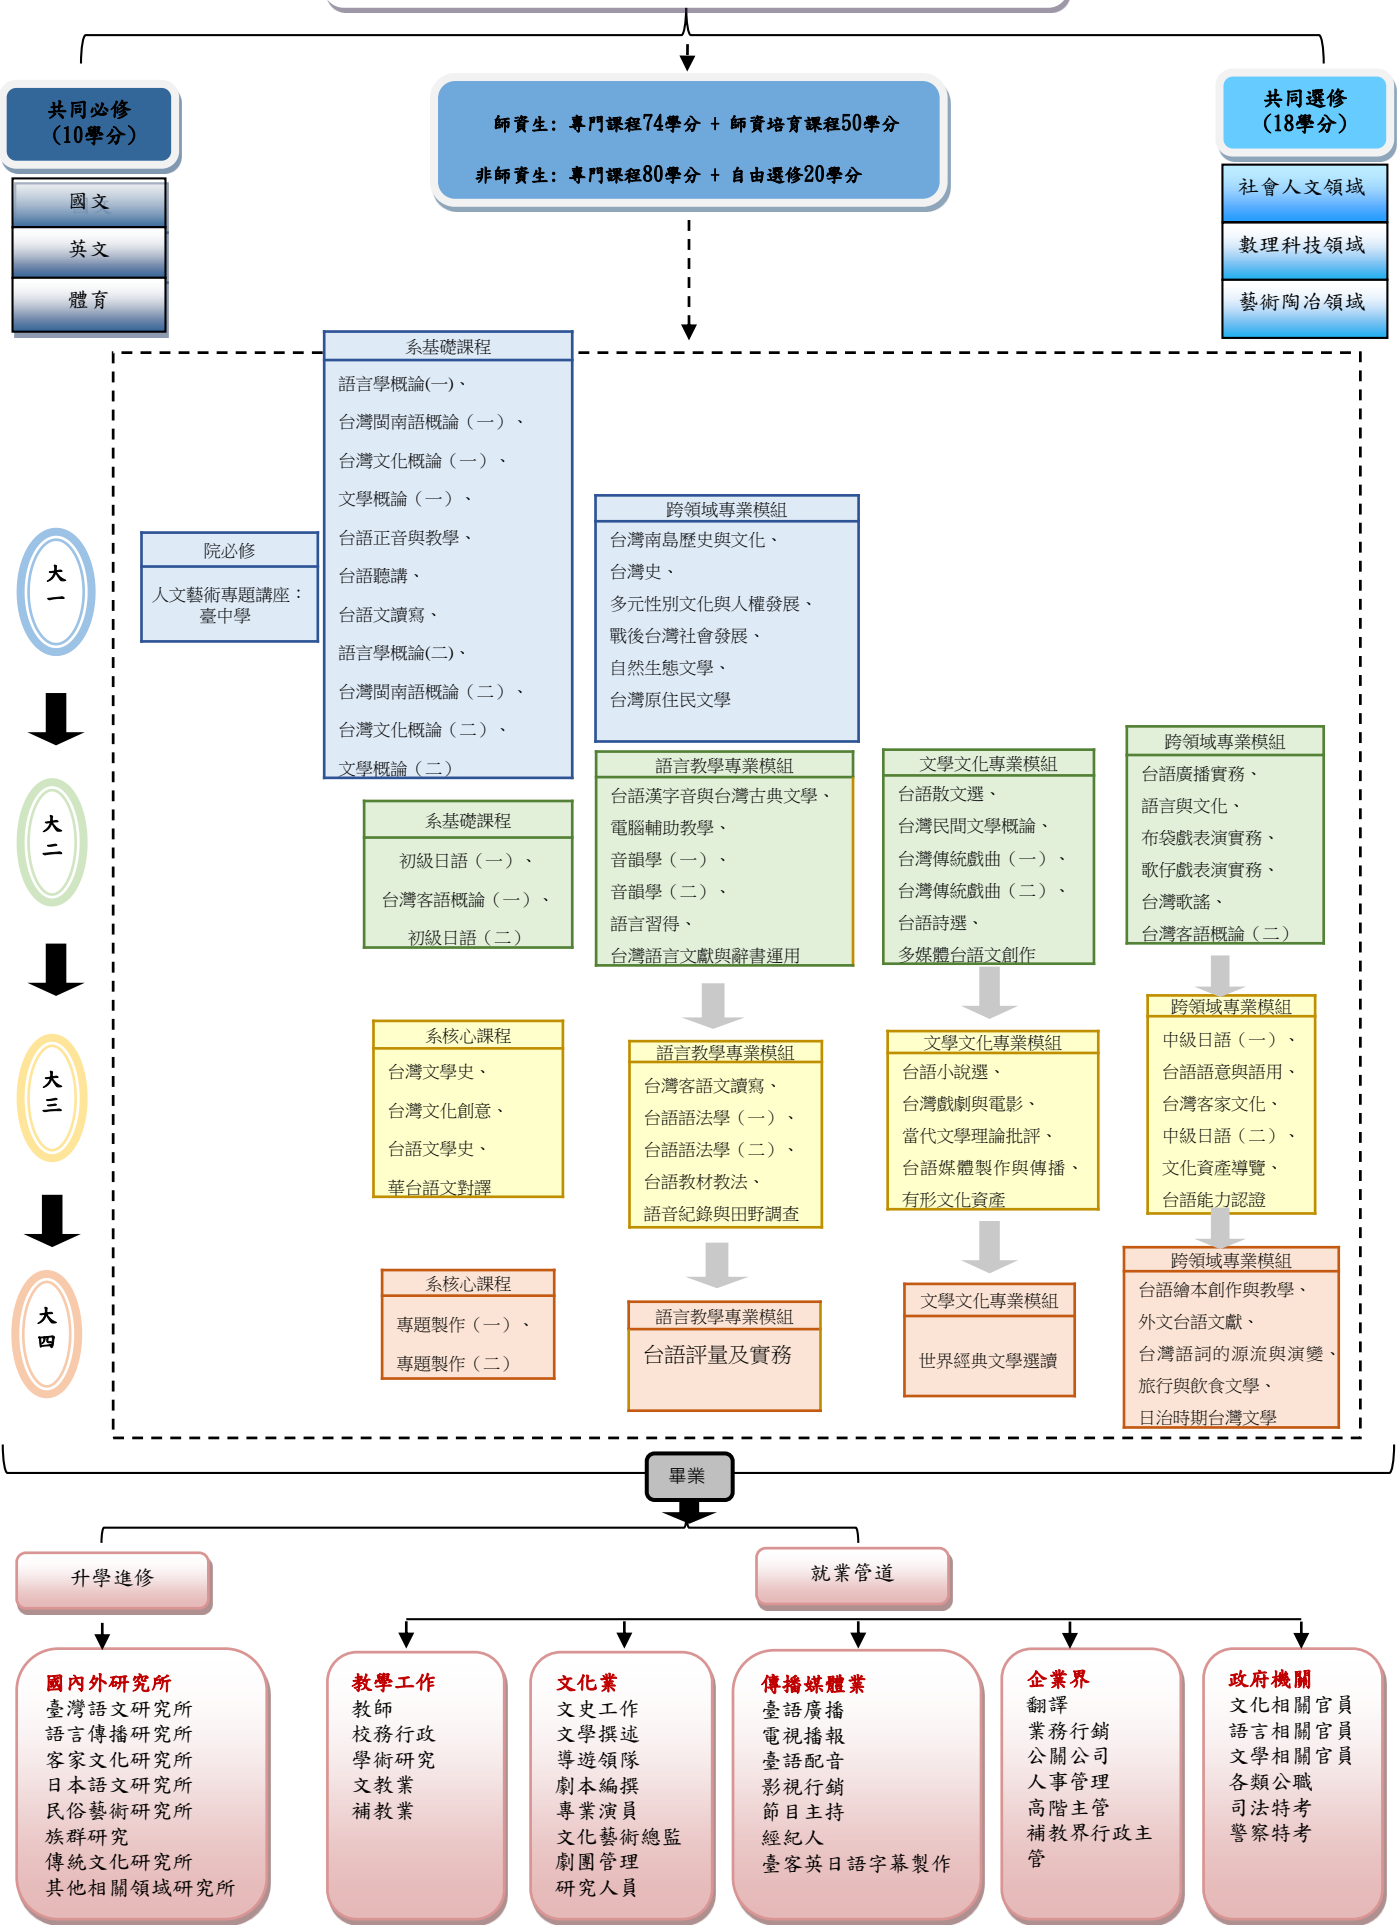 共同必修
(10學分)
國文
英文
體育
師資生: 專門課程74學分 + 師資培育課程50學分
非師資生: 專門課程80學分 + 自由選修20學分
共同選修
(18學分)
社會人文領域
數理科技領域
藝術陶冶領域
大一
院必修
人文藝術專題講座：
臺中學
系基礎課程
語言學概論(一)、
台灣閩南語概論（一）、
台灣文化概論（一）、
文學概論（一）、
台語正音與教學、
台語聽講、
台語文讀寫、
語言學概論(二)、
台灣閩南語概論（二）、
台灣文化概論（二）、
文學概論（二）
跨領域專業模組
台灣南島歷史與文化、
台灣史、
多元性別文化與人權發展、
戰後台灣社會發展、
自然生態文學、
台灣原住民文學
大二
系基礎課程
初級日語（一）、
台灣客語概論（一）、
初級日語（二）
語言教學專業模組
台語漢字音與台灣古典文學、
電腦輔助教學、
音韻學（一）、
音韻學（二）、
語言習得、
台灣語言文獻與辭書運用
文學文化專業模組
台語散文選、
台灣民間文學概論、
台灣傳統戲曲（一）、
台灣傳統戲曲（二）、
台語詩選、
多媒體台語文創作
跨領域專業模組
台語廣播實務、
語言與文化、
布袋戲表演實務、
歌仔戲表演實務、
台灣歌謠、
台灣客語概論（二）
大三
系核心課程
台灣文學史、
台灣文化創意、
台語文學史、
華台語文對譯
語言教學專業模組
台灣客語文讀寫、
台語語法學（一）、
台語語法學（二）、
台語教材教法、
語音紀錄與田野調查
文學文化專業模組
台語小說選、
台灣戲劇與電影、
當代文學理論批評、
台語媒體製作與傳播、
有形文化資產
跨領域專業模組
中級日語（一）、
台語語意與語用、
台灣客家文化、
中級日語（二）、
文化資產導覽、
台語能力認證
大四
系核心課程
專題製作（一）、
專題製作（二）
語言教學專業模組
台語評量及實務
文學文化專業模組
世界經典文學選讀
跨領域專業模組
台語繪本創作與教學、
外文台語文獻、
台灣語詞的源流與演變、
旅行與飲食文學、
日治時期台灣文學
畢業
升學進修
就業管道
國內外研究所
臺灣語文研究所
語言傳播研究所
客家文化研究所
日本語文研究所
民俗藝術研究所
族群研究
傳統文化研究所
其他相關領域研究所
教學工作
教師
校務行政
學術研究
文教業
補教業
文化業
文史工作
文學撰述
導遊領隊
劇本編撰
專業演員
文化藝術總監
劇團管理
研究人員
傳播媒體業
臺語廣播
電視播報
臺語配音
影視行銷
節目主持
經紀人
臺客英日語字幕製作
企業界
翻譯
業務行銷
公關公司
人事管理
高階主管
補教界行政主
管
政府機關
文化相關官員
語言相關官員
文學相關官員
各類公職
司法特考
警察特考